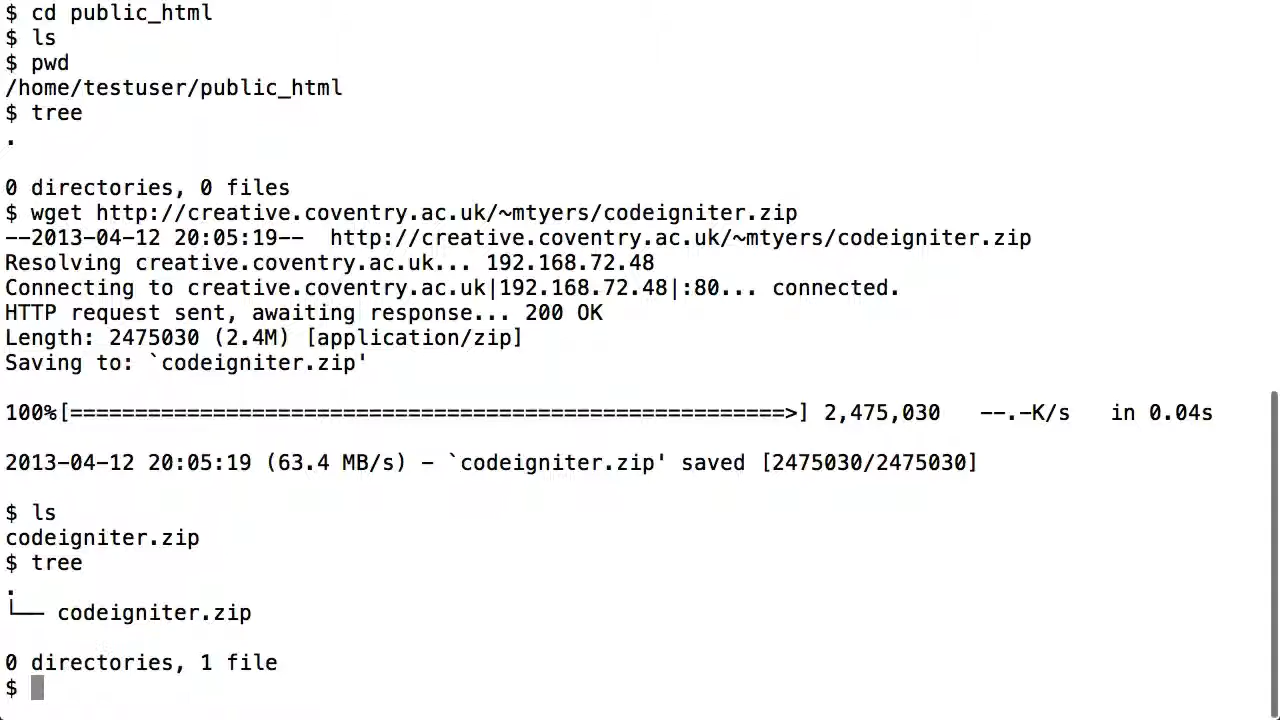 $ cd public_html
$ ls
$ pwd
/home/testuser/public_html
$ tree
.
0 directories, 0 files
$ wget http://creative.coventry.ac.uk/~mtyers/codeigniter.zip
--2013-04-12 20:05:19--  http://creative.coventry.ac.uk/~mtyers/codeigniter.zip
Resolving creative.coventry.ac.uk... 192.168.72.48
Connecting to creative.coventry.ac.uk|192.168.72.48|:80... connected.
HTTP request sent, awaiting response... 200 OK
Length: 2475030 (2.4M) [application/zip]
Saving to: `codeigniter.zip'
100%[=======================================================>] 2,475,030   --.-K/s   in 0.04s
2013-04-12 20:05:19 (63.4 MB/s) - `codeigniter.zip' saved [2475030/2475030]
$ ls
codeigniter.zip
$ tree
.
└── codeigniter.zip
0 directories, 1 file
$